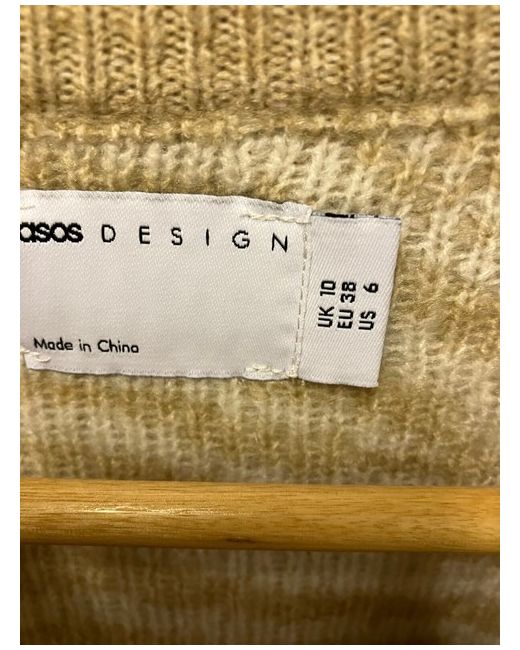 asos DESIGN
Made in China
UK 10
EU 38
US 6